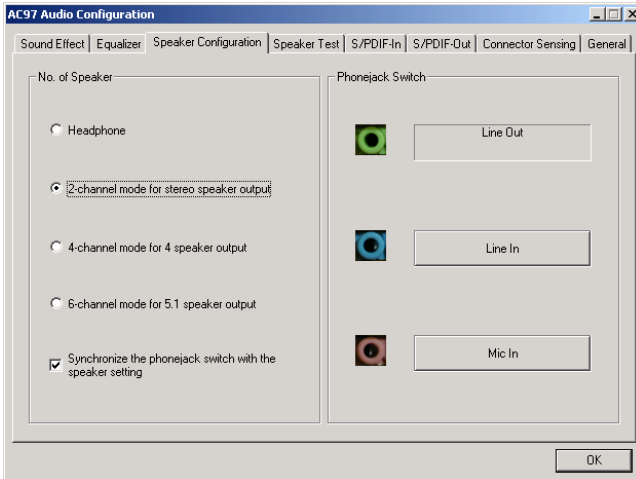 AC97 Audio Configuration
Sound Effect Equalizer Speaker Configuration Speaker Test S/PDIF-In S/PDIF-Out Connector Sensing General
No. of Speaker
Headphone
2-channel mode for stereo speaker output
4-channel mode for 4 speaker output
6-channel mode for 5.1 speaker output
Synchronize the phonejack switch with the
speaker setting
Phonejack Switch
Line Out
Line In
Mic In
OK